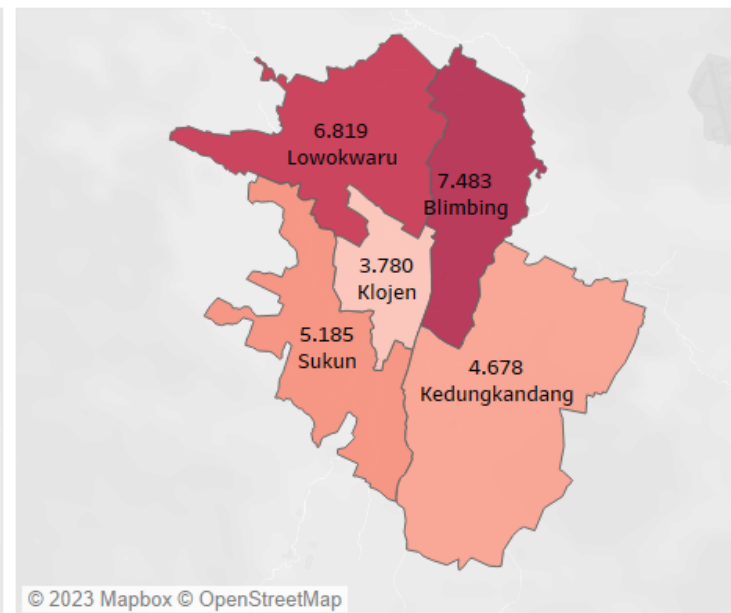 6.819
Lowokwaru
7.483
Blimbing
3.780
Klojen
5.185
Sukun
4.678
Kedungkandang
© 2023 Mapbox © OpenStreetMap